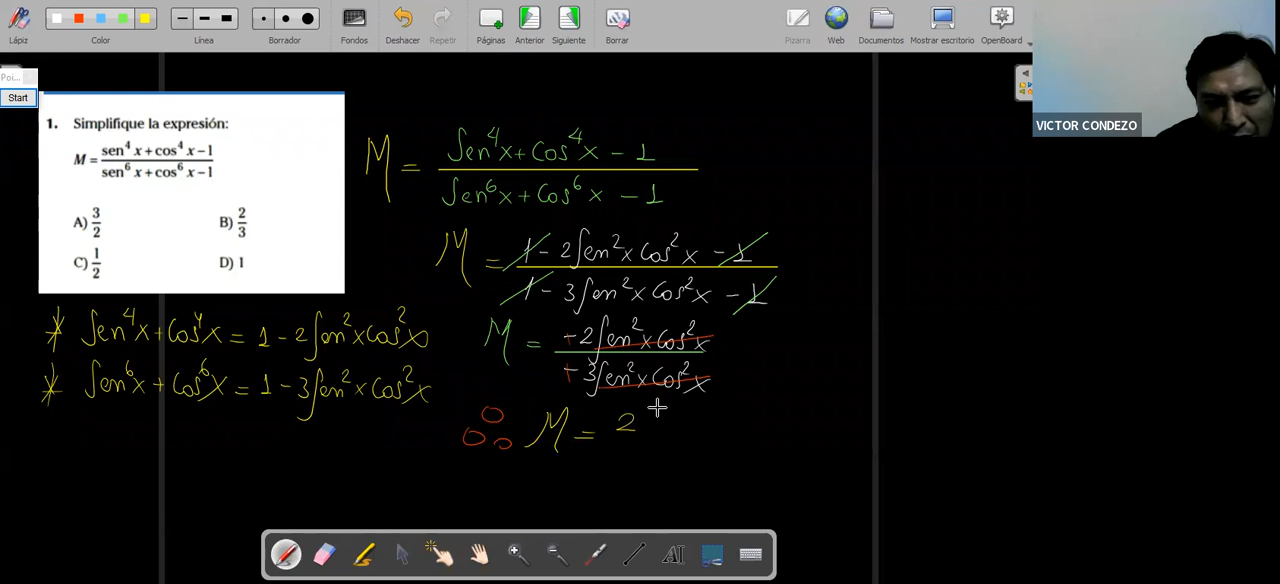 Lápiz Color Línea Borrador Fondos Deshacer Repetir Páginas Anterior Siguiente Borrar Pizarra Web Documentos Mostrar escritorio OpenBoard
Poi...
Start
VICTOR CONDEZO
1. Simplifique la expresión:
M = (sen⁴ x + cos⁴ x - 1) / (sen⁶ x + cos⁶ x - 1)
A) 3/2 B) 2/3
C) 1/2 D) 1
M = (Sen⁴x + Cos⁴x - 1) / (Sen⁶x + Cos⁶x - 1)
M = (1 - 2Sen²x Cos²x - 1) / (1 - 3Sen²x Cos²x - 1)
* Sen⁴x + Cos⁴x = 1 - 2Sen²xCos²x
* Sen⁶x + Cos⁶x = 1 - 3Sen²x Cos²x
M = (- 2Sen²x Cos²x) / (- 3Sen²x Cos²x)
M = 2
AI